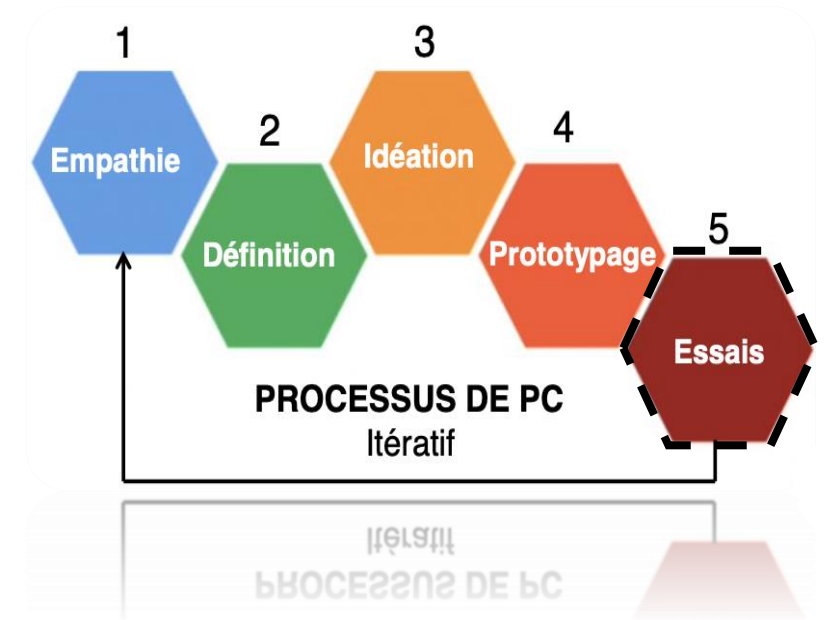 1
Empathie
2
Définition
3
Idéation
4
Prototypage
5
Essais
PROCESSUS DE PC
Itératif